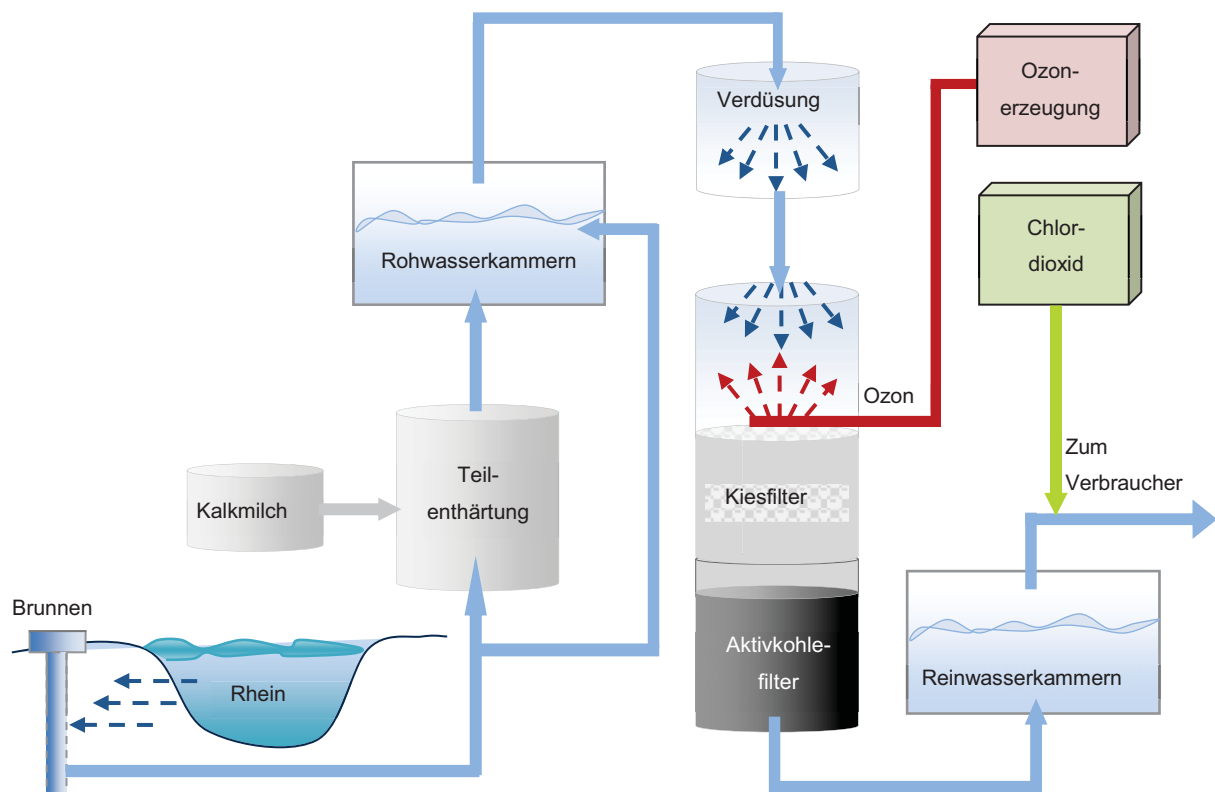 Verdüsung
Ozon-
erzeugung
Chlor-
dioxid
Rohwasserkammern
Ozon
Zum
Verbraucher
Teil-
enthärtung
Kalkmilch
Kiesfilter
Brunnen
Rhein
Aktivkohle-
filter
Reinwasserkammern